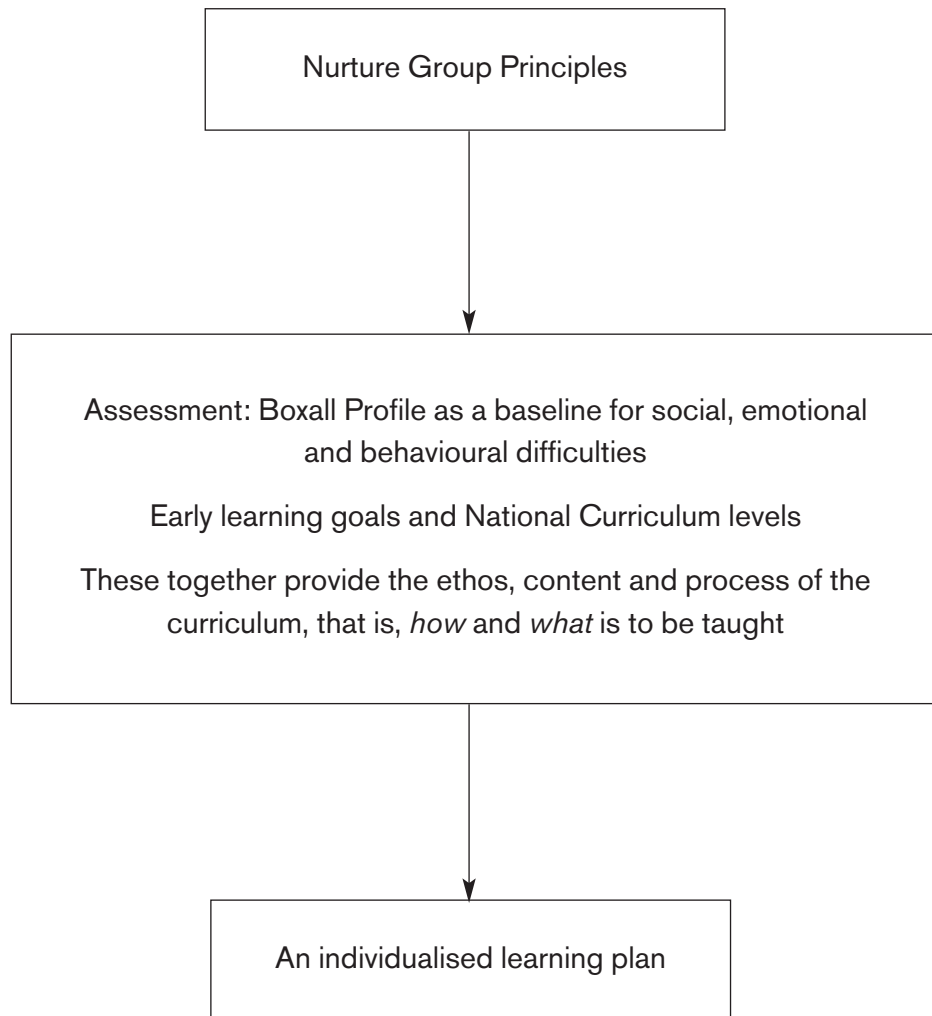 Nurture Group Principles
Assessment: Boxall Profile as a baseline for social, emotional
and behavioural difficulties
Early learning goals and National Curriculum levels
These together provide the ethos, content and process of the
curriculum, that is, how and what is to be taught
An individualised learning plan